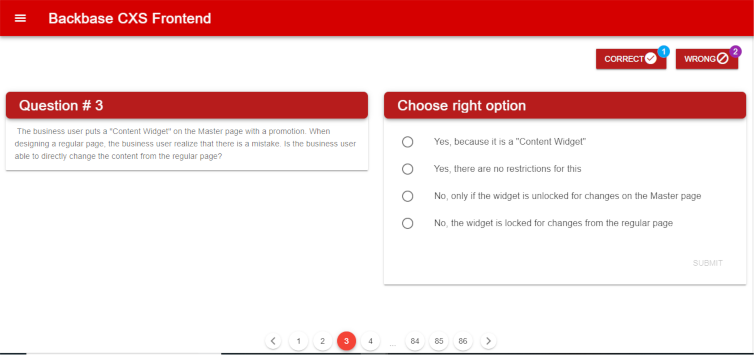 Backbase CXS Frontend
CORRECT 1
WRONG 2
Question # 3
The business user puts a "Content Widget" on the Master page with a promotion. When
designing a regular page, the business user realize that there is a mistake. Is the business user
able to directly change the content from the regular page?
Choose right option
Yes, because it is a "Content Widget"
Yes, there are no restrictions for this
No, only if the widget is unlocked for changes on the Master page
No, the widget is locked for changes from the regular page
SUBMIT
1 2 3 4 ... 84 85 86